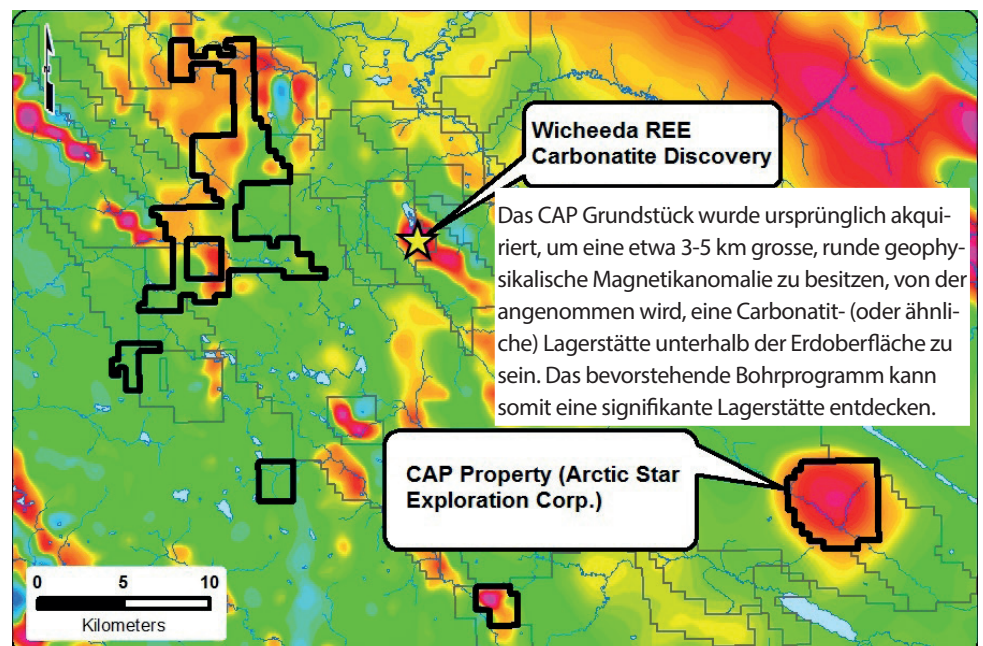 Wicheeda REE
Carbonatite Discovery
Das CAP Grundstück wurde ursprünglich akqui-
riert, um eine etwa 3-5 km grosse, runde geophy-
sikalische Magnetikanomalie zu besitzen, von der
angenommen wird, eine Carbonatit- (oder ähnli-
che) Lagerstätte unterhalb der Erdoberfläche zu
sein. Das bevorstehende Bohrprogramm kann
somit eine signifikante Lagerstätte entdecken.
CAP Property (Arctic Star
Exploration Corp.)
0 5 10
Kilometers